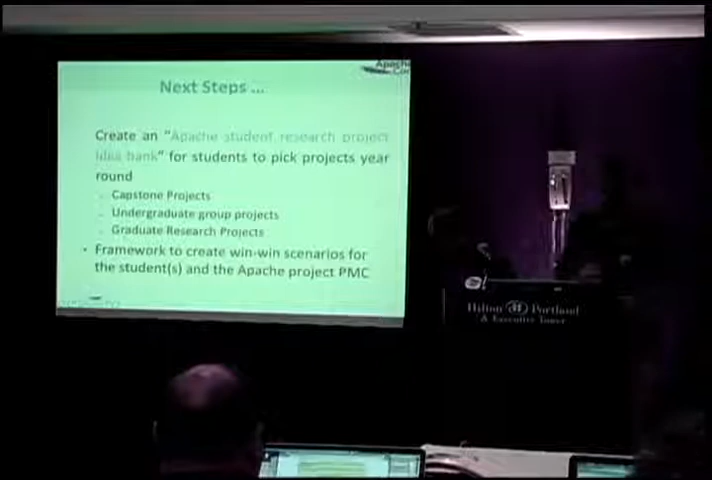 Apache
Con
Next Steps ...
Create an "Apache student research project
idea bank" for students to pick projects year
round
Capstone Projects
Undergraduate group projects
Graduate Research Projects
• Framework to create win-win scenarios for
the student(s) and the Apache project PMC
Hilton Portland
& Executive Tower